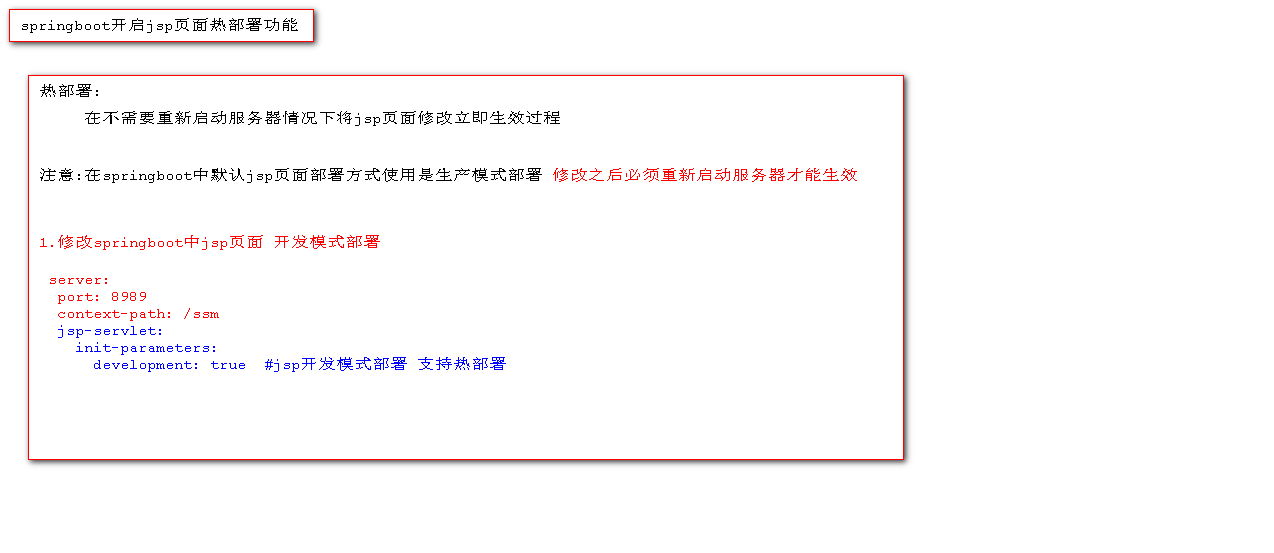 springboot开启jsp页面热部署功能
热部署:
在不需要重新启动服务器情况下将jsp页面修改立即生效过程
注意:在springboot中默认jsp页面部署方式使用是生产模式部署 修改之后必须重新启动服务器才能生效
1.修改springboot中jsp页面 开发模式部署
server:
port: 8989
context-path: /ssm
jsp-servlet:
init-parameters:
development: true  #jsp开发模式部署 支持热部署